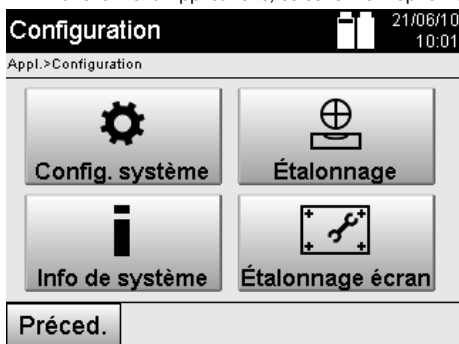 Configuration
21/06/10
10:01
Appl.>Configuration
Config. système
Étalonnage
Info de système
Étalonnage écran
Préced.